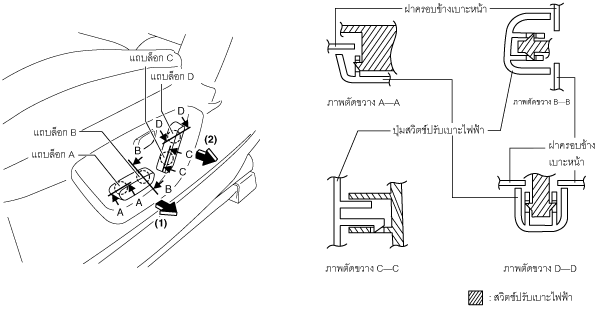 แถบล็อก C
แถบล็อก D
แถบล็อก B
แถบล็อก A
D
D
B
C
C
B
A
A
(2)
(1)
ฝาครอบข้างเบาะหน้า
ภาพตัดขวาง A—A
ภาพตัดขวาง B—B
ปุ่มสวิตช์ปรับเบาะไฟฟ้า
ฝาครอบข้าง
เบาะหน้า
ภาพตัดขวาง C—C
ภาพตัดขวาง D—D
: สวิตช์ปรับเบาะไฟฟ้า